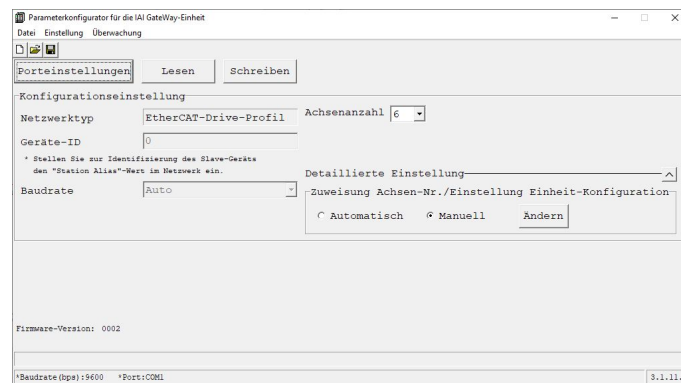 Parameterkonfigurator für die IAI GateWay-Einheit
Datei Einstellung Überwachung
Porteinstellungen Lesen Schreiben
Konfigurationseinstellung
Netzwerktyp EtherCAT-Drive-Profil Achsenanzahl 6
Geräte-ID 0
* Stellen Sie zur Identifizierung des Slave-Geräts
den "Station Alias"-Wert im Netzwerk ein.
Detaillierte Einstellung
Baudrate Auto
Zuweisung Achsen-Nr./Einstellung Einheit-Konfiguration
Automatisch Manuell Ändern
Firmware-Version: 0002
*Baudrate(bps):9600 *Port:COM1 3.1.11.